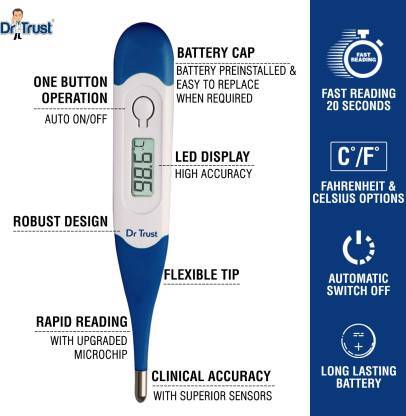 Dr Trust
BATTERY CAP
BATTERY PREINSTALLED &
EASY TO REPLACE
WHEN REQUIRED
ONE BUTTON
OPERATION
AUTO ON/OFF
LED DISPLAY
HIGH ACCURACY
98.6°F
ROBUST DESIGN
Dr Trust
FLEXIBLE TIP
RAPID READING
WITH UPGRADED
MICROCHIP
CLINICAL ACCURACY
WITH SUPERIOR SENSORS
FAST
READING
FAST READING
20 SECONDS
C°/F°
FAHRENHEIT &
CELSIUS OPTIONS
AUTOMATIC
SWITCH OFF
LONG LASTING
BATTERY